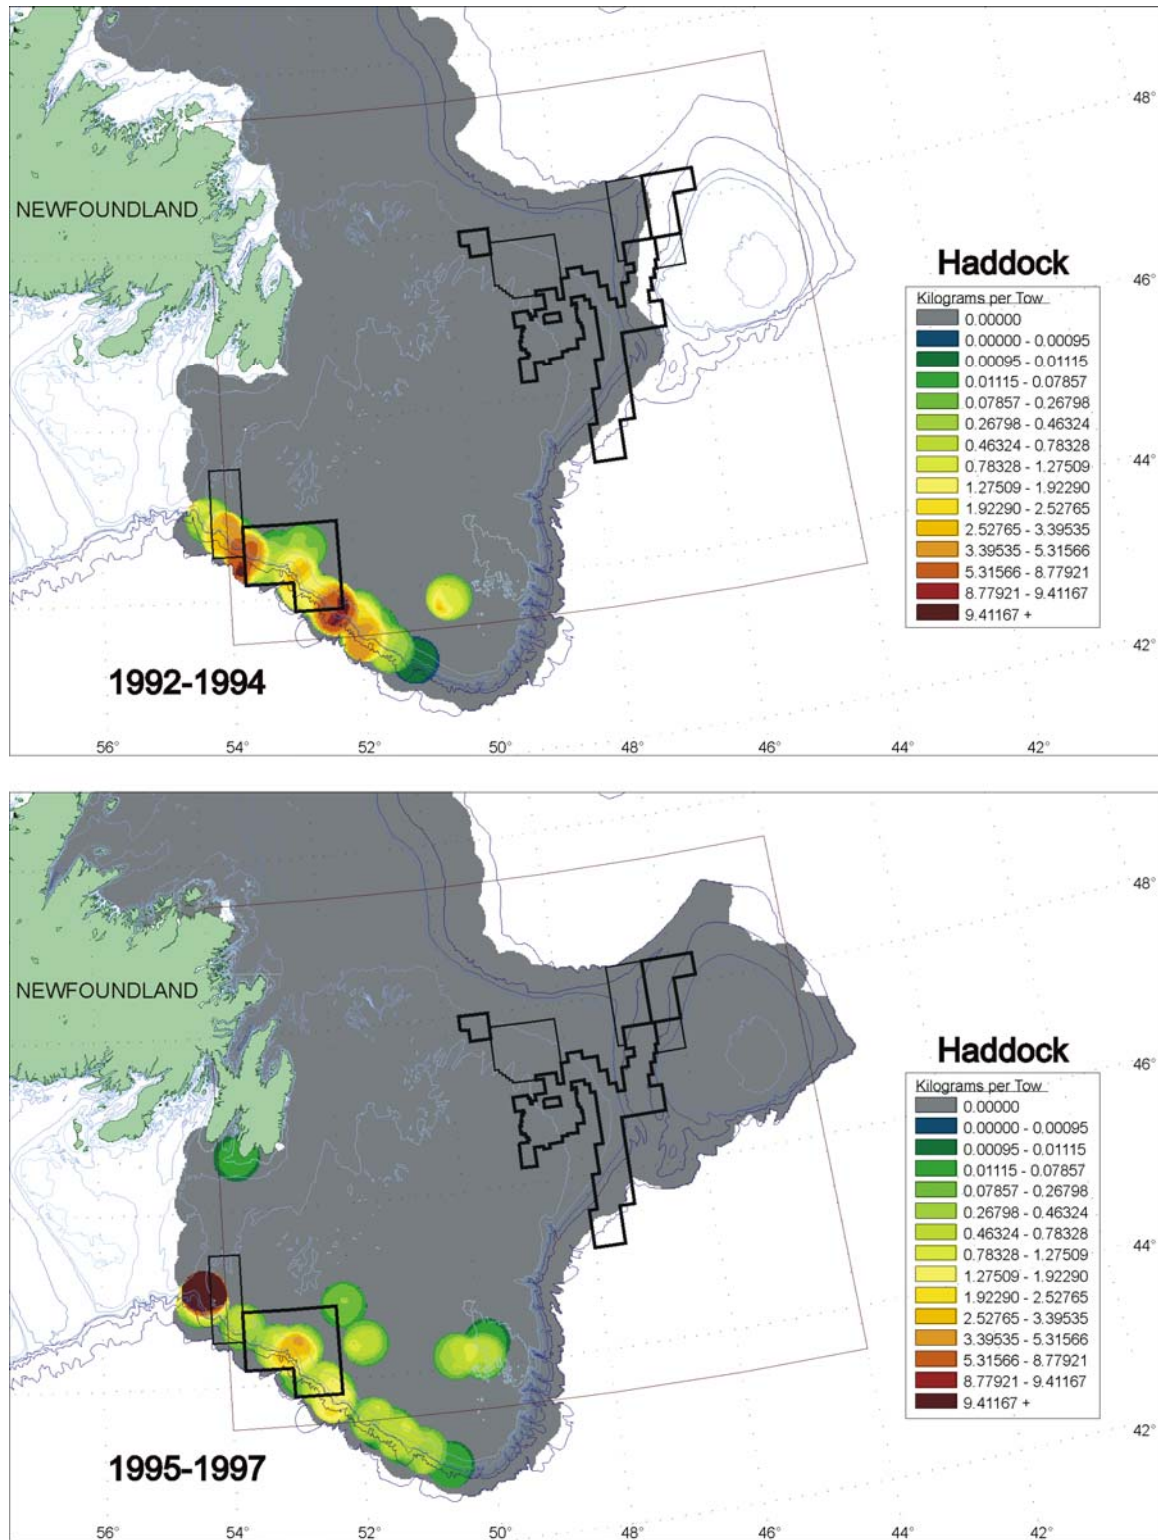 48°
NEWFOUNDLAND
Haddock
46°
Kilograms per Tow
0.00000
0.00000 - 0.00095
0.00095 - 0.01115
0.01115 - 0.07857
0.07857 - 0.26798
0.26798 - 0.46324
0.46324 - 0.78328
0.78328 - 1.27509
1.27509 - 1.92290
1.92290 - 2.52765
2.52765 - 3.39535
3.39535 - 5.31566
5.31566 - 8.77921
8.77921 - 9.41167
9.41167 +
44°
42°
1992-1994
56° 54° 52° 50° 48° 46° 44° 42°
48°
NEWFOUNDLAND
Haddock
46°
Kilograms per Tow
0.00000
0.00000 - 0.00095
0.00095 - 0.01115
0.01115 - 0.07857
0.07857 - 0.26798
0.26798 - 0.46324
0.46324 - 0.78328
0.78328 - 1.27509
1.27509 - 1.92290
1.92290 - 2.52765
2.52765 - 3.39535
3.39535 - 5.31566
5.31566 - 8.77921
8.77921 - 9.41167
9.41167 +
44°
42°
1995-1997
56° 54° 52° 50° 48° 46° 44° 42°